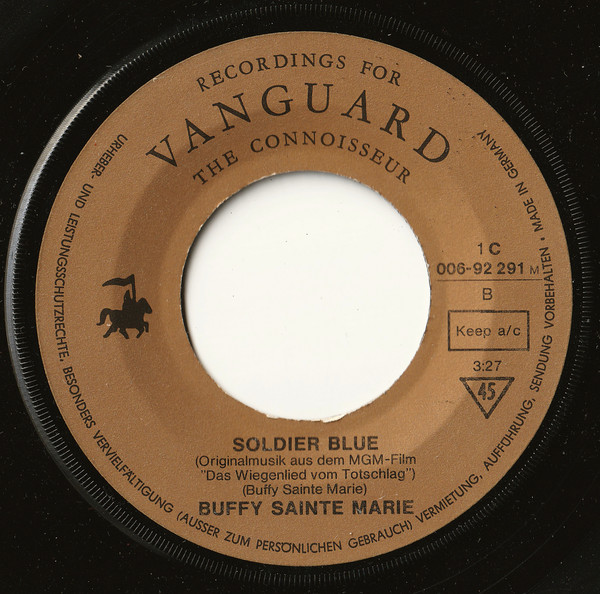 RECORDINGS FOR
VANGUARD
THE CONNOISSEUR
1 C
006-92 291 M
B
Keep a/c
3:27
45
SOLDIER BLUE
(Originalmusik aus dem MGM-Film
"Das Wiegenlied vom Totschlag")
(Buffy Sainte Marie)
BUFFY SAINTE MARIE
URHEBER- UND LEISTUNGSSCHUTZRECHTE, BESONDERS VERVIELFÄLTIGUNG (AUSSER ZUM PERSÖNLICHEN GEBRAUCH) VERMIETUNG, AUFFÜHRUNG, SENDUNG VORBEHALTEN • MADE IN GERMANY